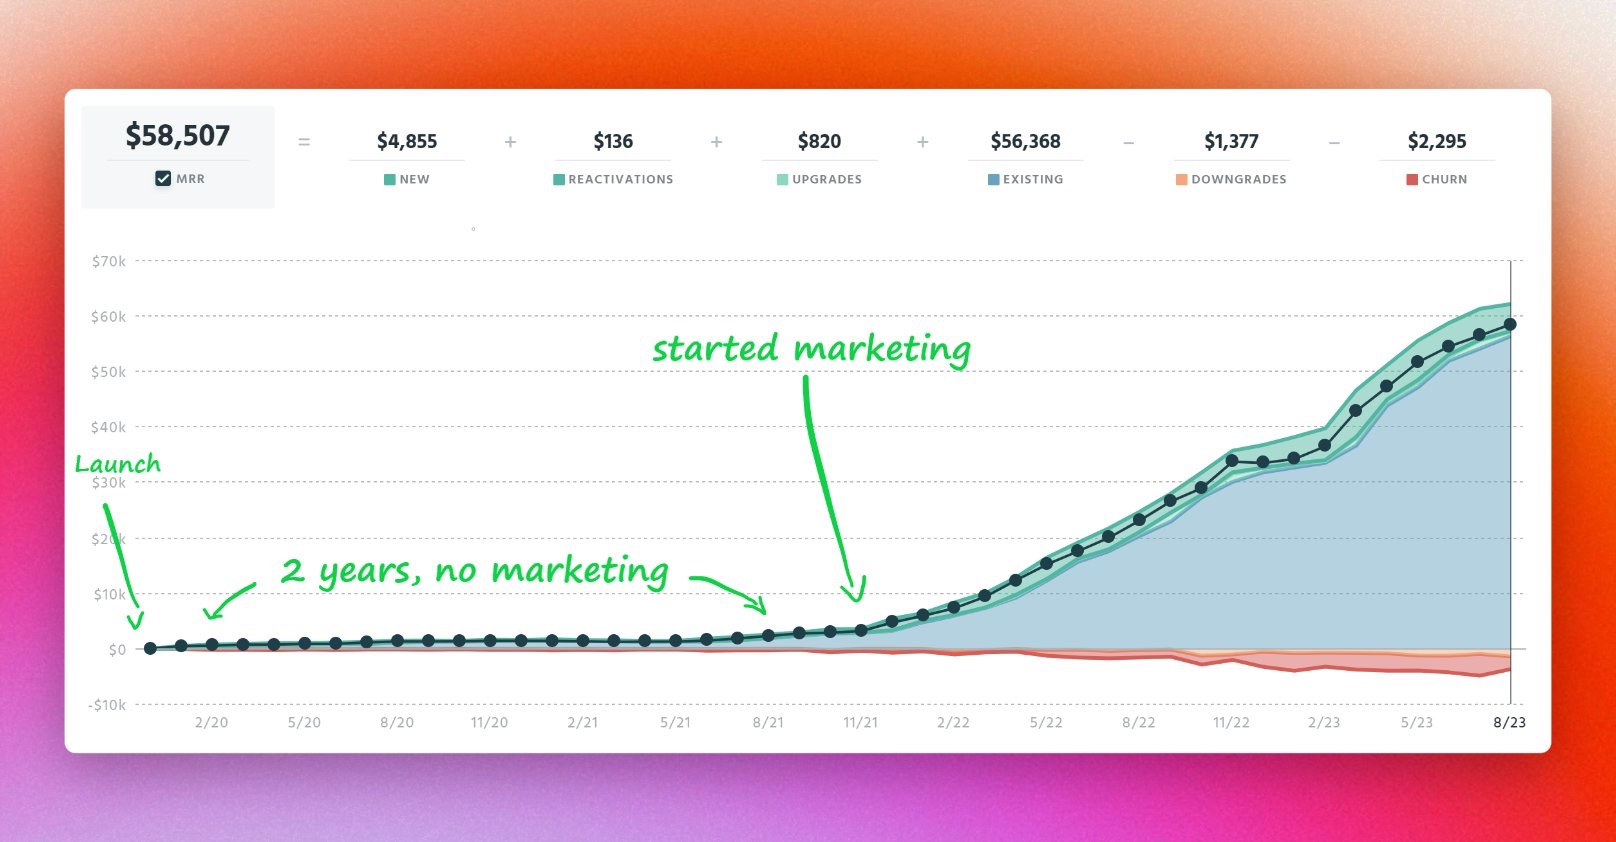 $58,507 = $4,855 + $136 + $820 + $56,368 − $1,377 − $2,295
MRR NEW REACTIVATIONS UPGRADES EXISTING DOWNGRADES CHURN
$70k
$60k
started marketing
$50k
$40k
Launch
$30k
$20k
2 years, no marketing
$10k
$0
-$10k
2/20 5/20 8/20 11/20 2/21 5/21 8/21 11/21 2/22 5/22 8/22 11/22 2/23 5/23 8/23